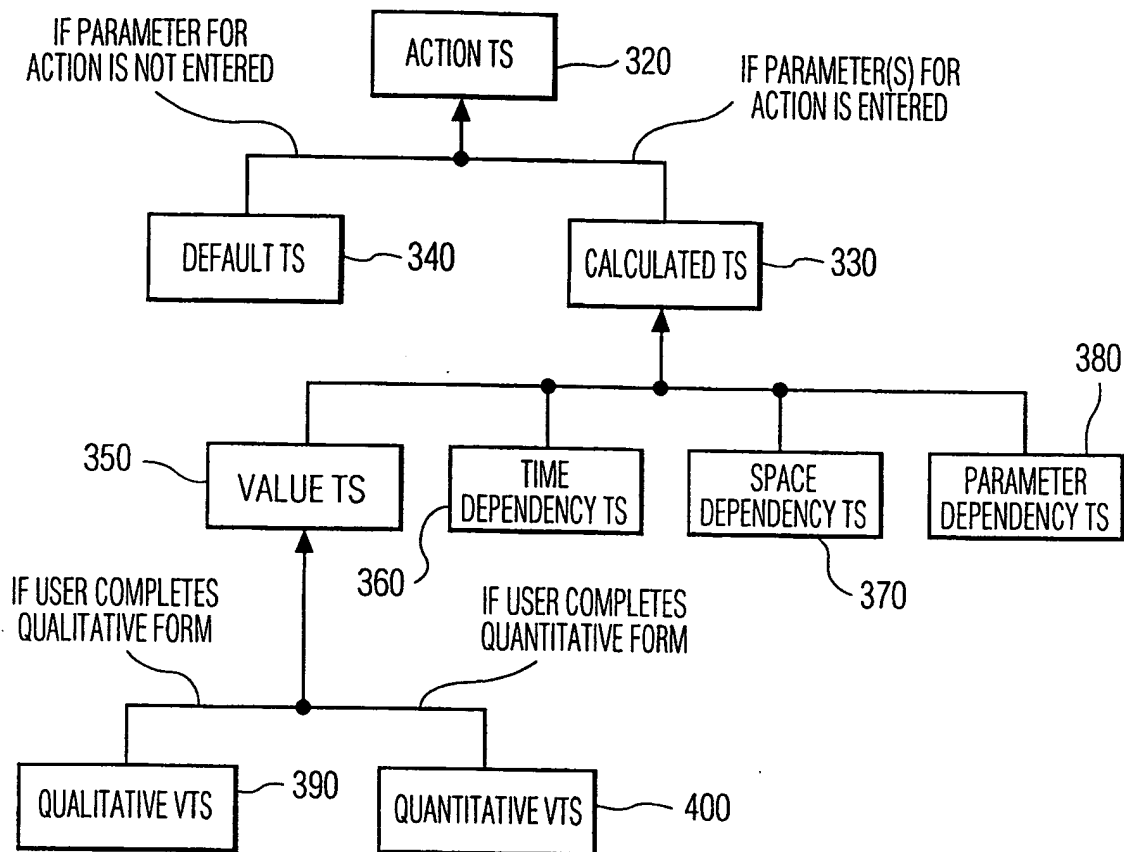 IF PARAMETER FOR
ACTION IS NOT ENTERED
ACTION TS
320
IF PARAMETER(S) FOR
ACTION IS ENTERED
DEFAULT TS
340
CALCULATED TS
330
380
350
VALUE TS
TIME
DEPENDENCY TS
SPACE
DEPENDENCY TS
PARAMETER
DEPENDENCY TS
360
370
IF USER COMPLETES
QUALITATIVE FORM
IF USER COMPLETES
QUANTITATIVE FORM
QUALITATIVE VTS
390
QUANTITATIVE VTS
400